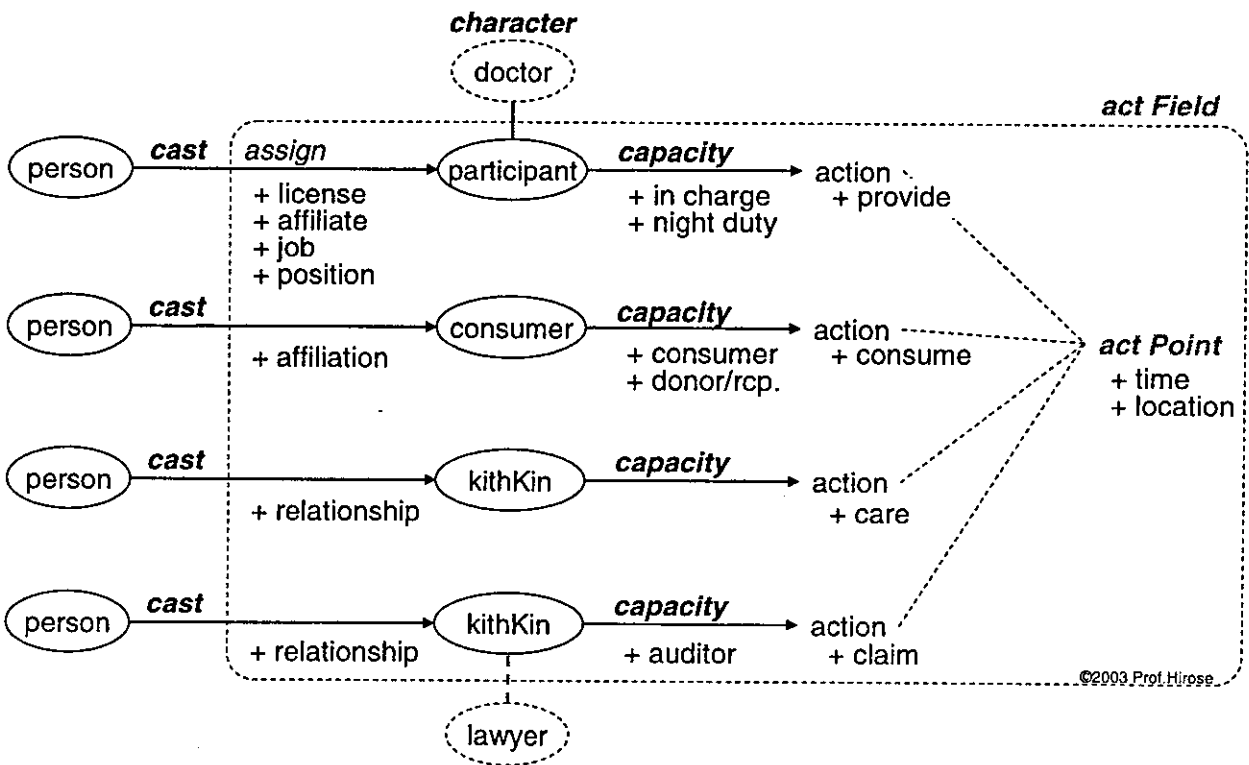 character
doctor
act Field
person
cast
assign
participant
capacity
action
+ license
+ affiliate
+ job
+ position
+ in charge
+ night duty
+ provide
person
cast
consumer
capacity
action
+ affiliation
+ consumer
+ donor/rcp.
+ consume
act Point
+ time
+ location
person
cast
kithKin
capacity
action
+ relationship
+ care
person
cast
kithKin
capacity
action
+ relationship
+ auditor
+ claim
©2003 Prof.Hirose
lawyer